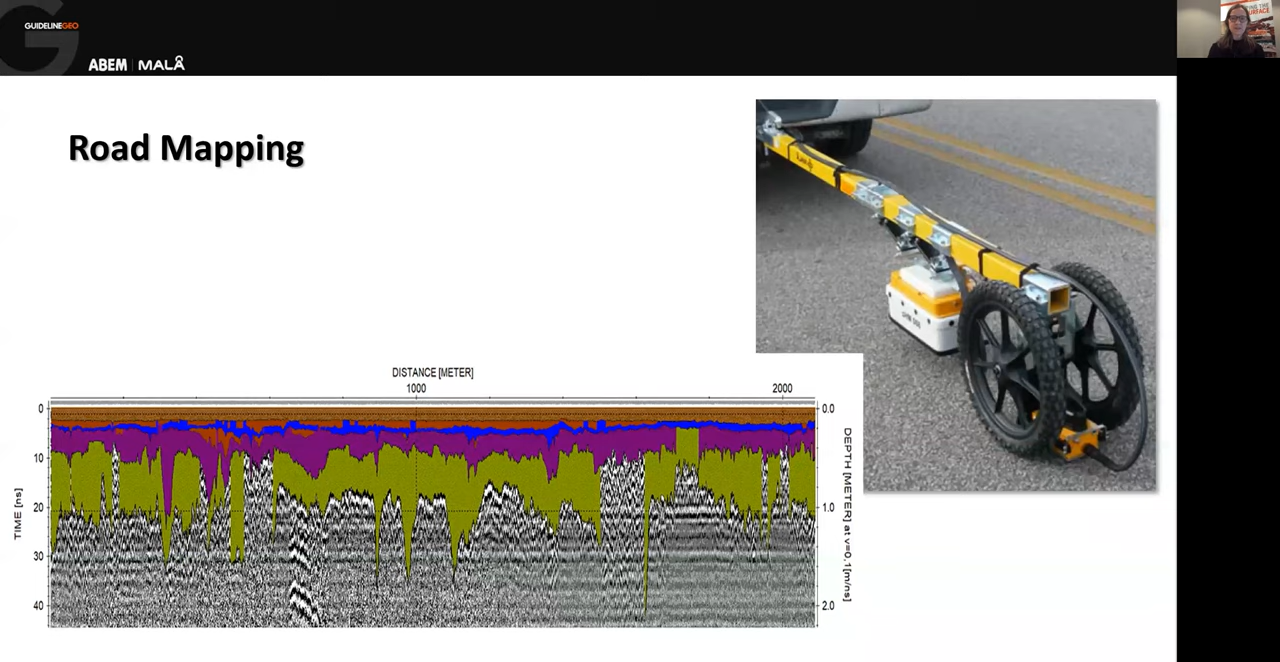 GUIDELINEGEO
ABEM | MALÅ
Road Mapping
DISTANCE [METER]
1000 2000
0 0.0
10
20 1.0
30
40 2.0
TIME [ns]
DEPTH [METER] at v=0.1[m/ns]
SURFACE